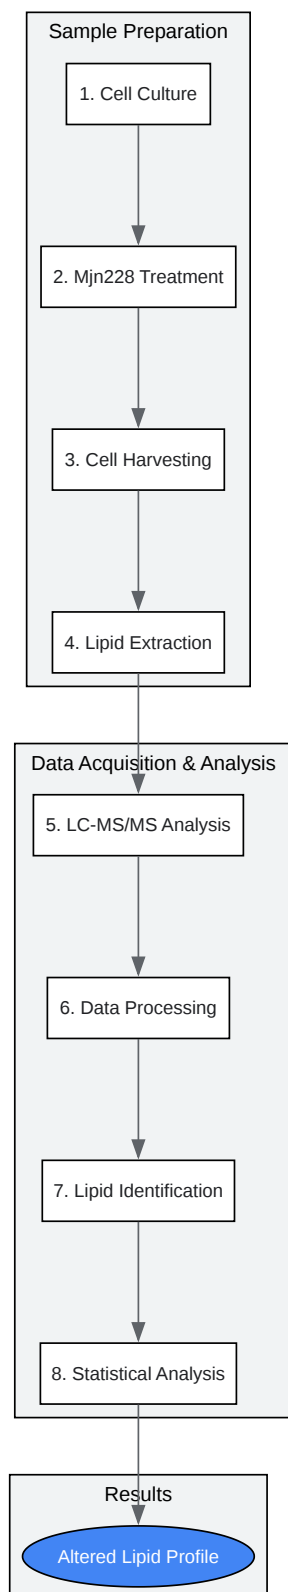 Sample Preparation
1. Cell Culture
2. Mjn228 Treatment
3. Cell Harvesting
4. Lipid Extraction
Data Acquisition & Analysis
5. LC-MS/MS Analysis
6. Data Processing
7. Lipid Identification
8. Statistical Analysis
Results
Altered Lipid Profile